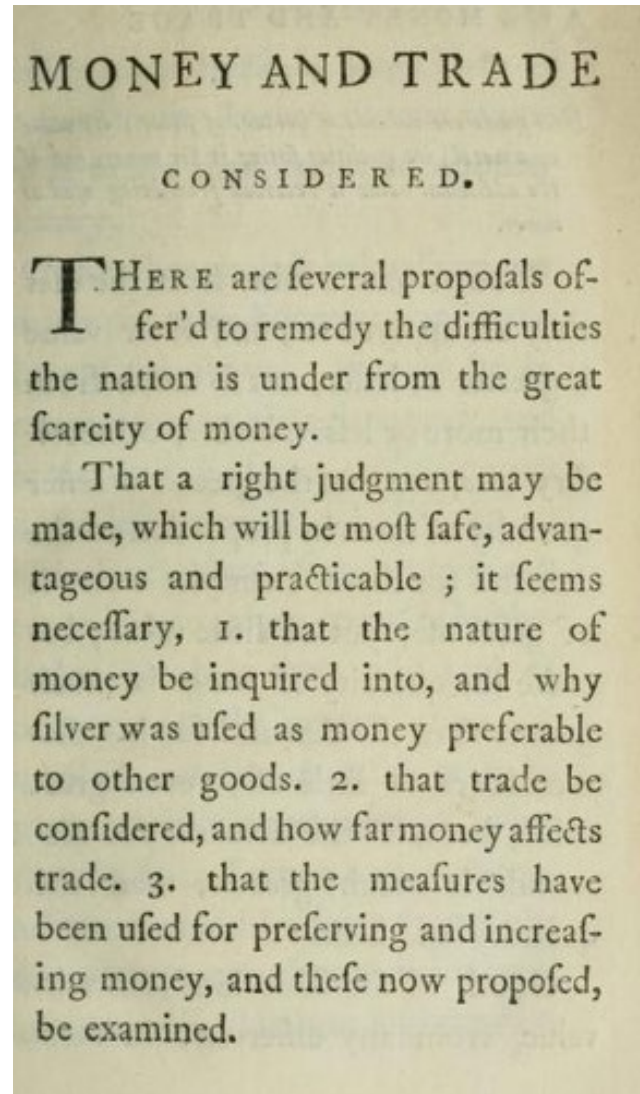 MONEY AND TRADE
CONSIDERED.
THERE are ſeveral propoſals of-
fer'd to remedy the difficulties
the nation is under from the great
ſcarcity of money.
That a right judgment may be
made, which will be moſt ſafe, advan-
tageous and practicable ; it ſeems
neceſſary, 1. that the nature of
money be inquired into, and why
ſilver was uſed as money preferable
to other goods. 2. that trade be
conſidered, and how far money affects
trade. 3. that the meaſures have
been uſed for preſerving and increaſ-
ing money, and theſe now propoſed,
be examined.